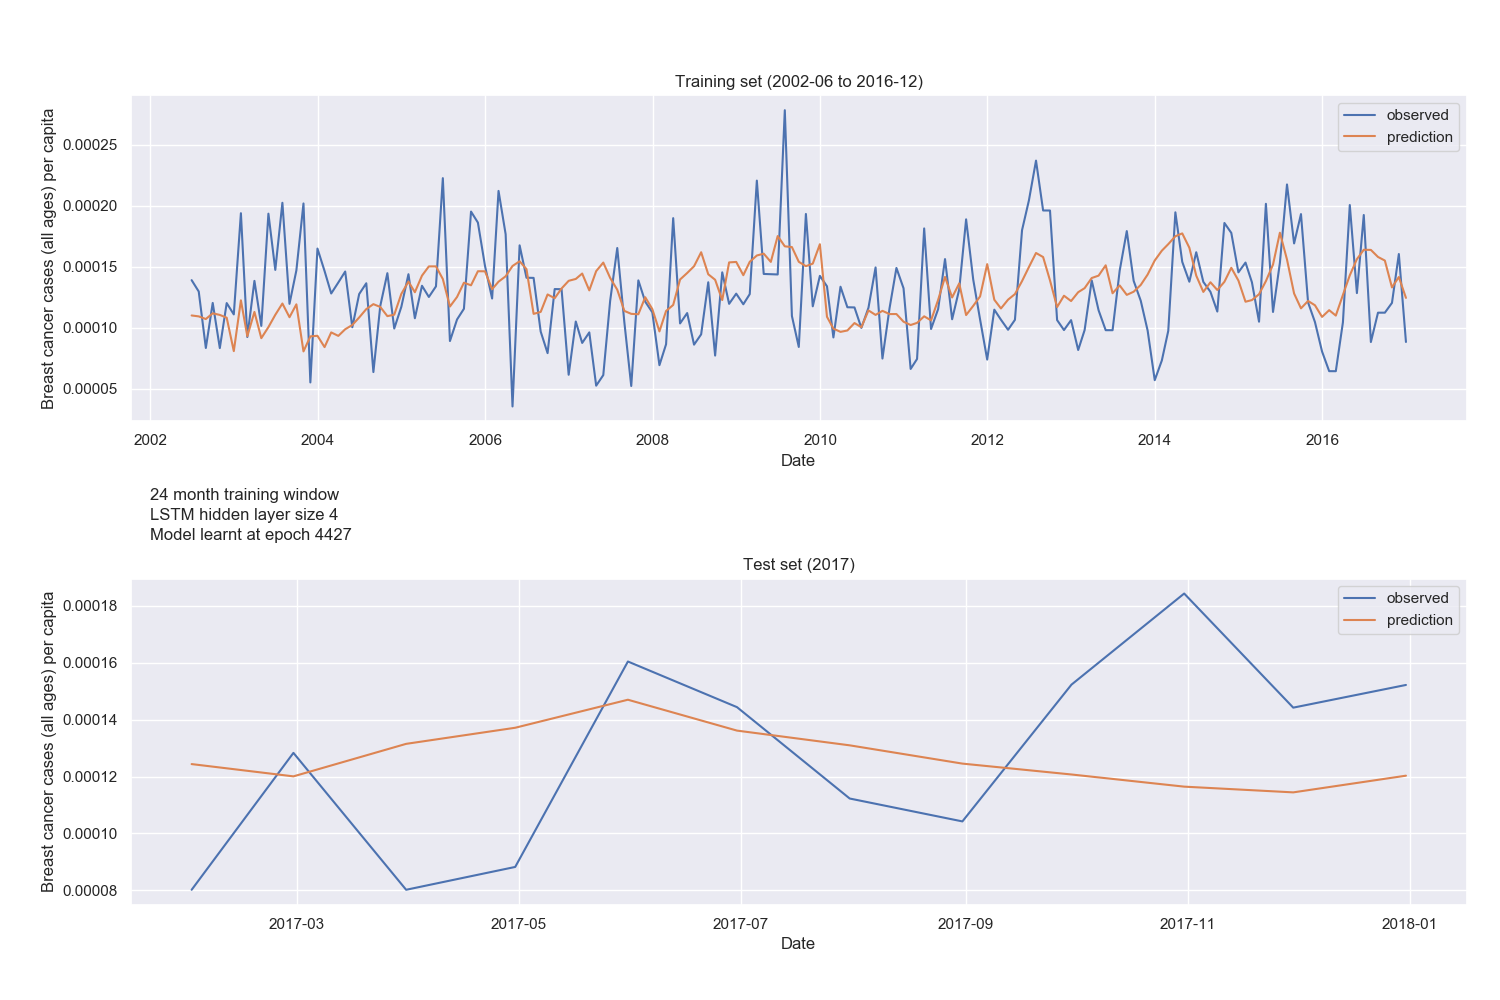 Training set (2002-06 to 2016-12)
Breast cancer cases (all ages) per capita
0.00025
0.00020
0.00015
0.00010
0.00005
observed
prediction
2002 2004 2006 2008 2010 2012 2014 2016
Date
24 month training window
LSTM hidden layer size 4
Model learnt at epoch 4427
Test set (2017)
Breast cancer cases (all ages) per capita
0.00018
0.00016
0.00014
0.00012
0.00010
0.00008
observed
prediction
2017-03 2017-05 2017-07 2017-09 2017-11 2018-01
Date